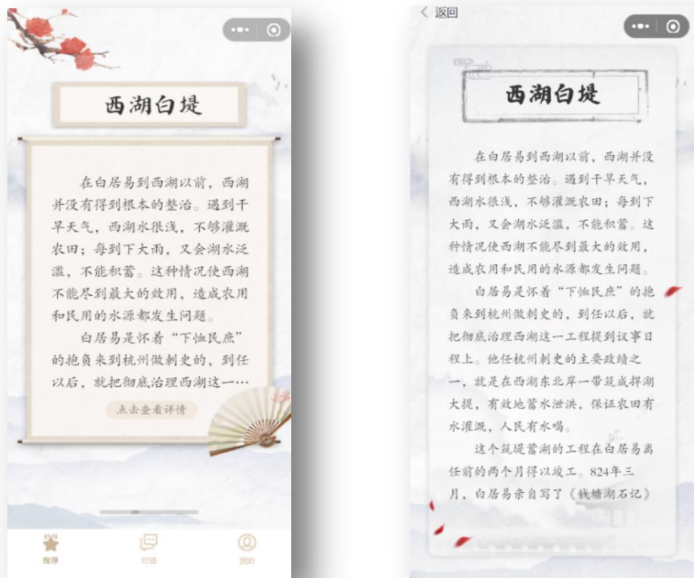 西湖白堤
在白居易到西湖以前，西湖
并没有得到根本的整治。遇到干
旱天气，西湖水很浅，不够灌溉
农田；每到下大雨，又会湖水泛
滥，不能积蓄。这种情况使西湖
不能尽到最大的效用，造成农用
和民用的水源都发生问题。
白居易是怀着“下恤民庶”
的抱负来到杭州做刺史的，到任
以后，就把彻底治理西湖这一…
点击查看详情
推荐
对话
我的
返回
西湖白堤
在白居易到西湖以前，西湖并没
有得到根本的整治。遇到干旱天气，
西湖水很浅，不够灌溉农田；每到下
大雨，又会湖水泛滥，不能积蓄。这
种情况使西湖不能尽到最大的效用，
造成农用和民用的水源都发生问题。
白居易是怀着“下恤民庶”的抱
负来到杭州做刺史的，到任以后，就
把彻底治理西湖这一工程提到议事日
程上。他任杭州刺史的主要政绩之
一，就是在西湖东北岸一带筑成捍湖
大堤，有效地蓄水泄洪，保证农田有
水灌溉，人民有水喝。
这个筑堤蓄湖的工程在白居易离
任前的两个月得以竣工。824年三
月，白居易亲自写了《钱塘湖石记》